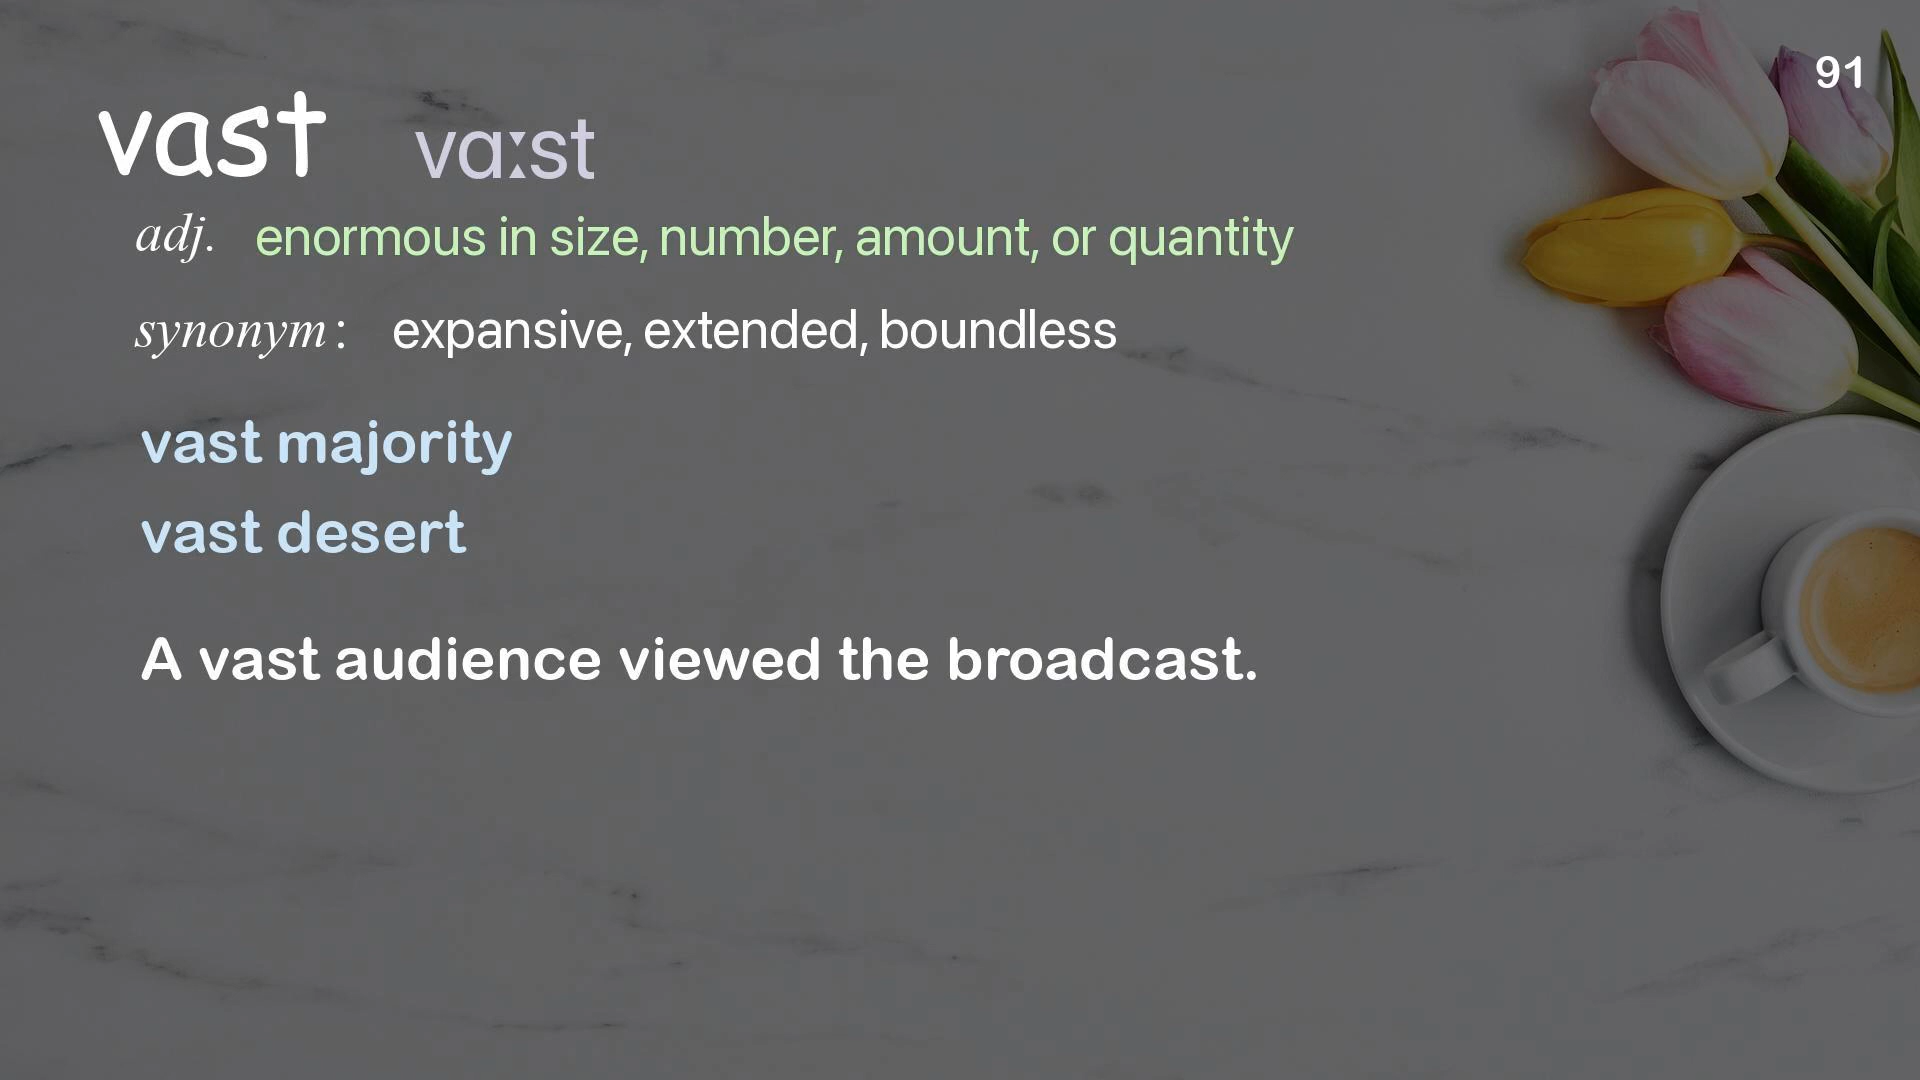 91
vast vɑːst
adj. enormous in size, number, amount, or quantity
synonym : expansive, extended, boundless
vast majority
vast desert
A vast audience viewed the broadcast.